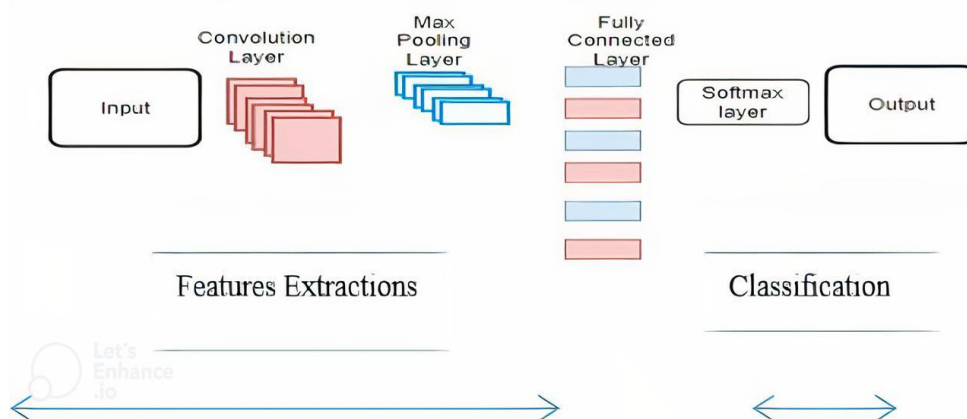 Convolution
Layer
Max
Pooling
Layer
Fully
Connected
Layer
Input
Softmax
layer
Output
Features Extractions
Classification
Let's
Enhance
.io